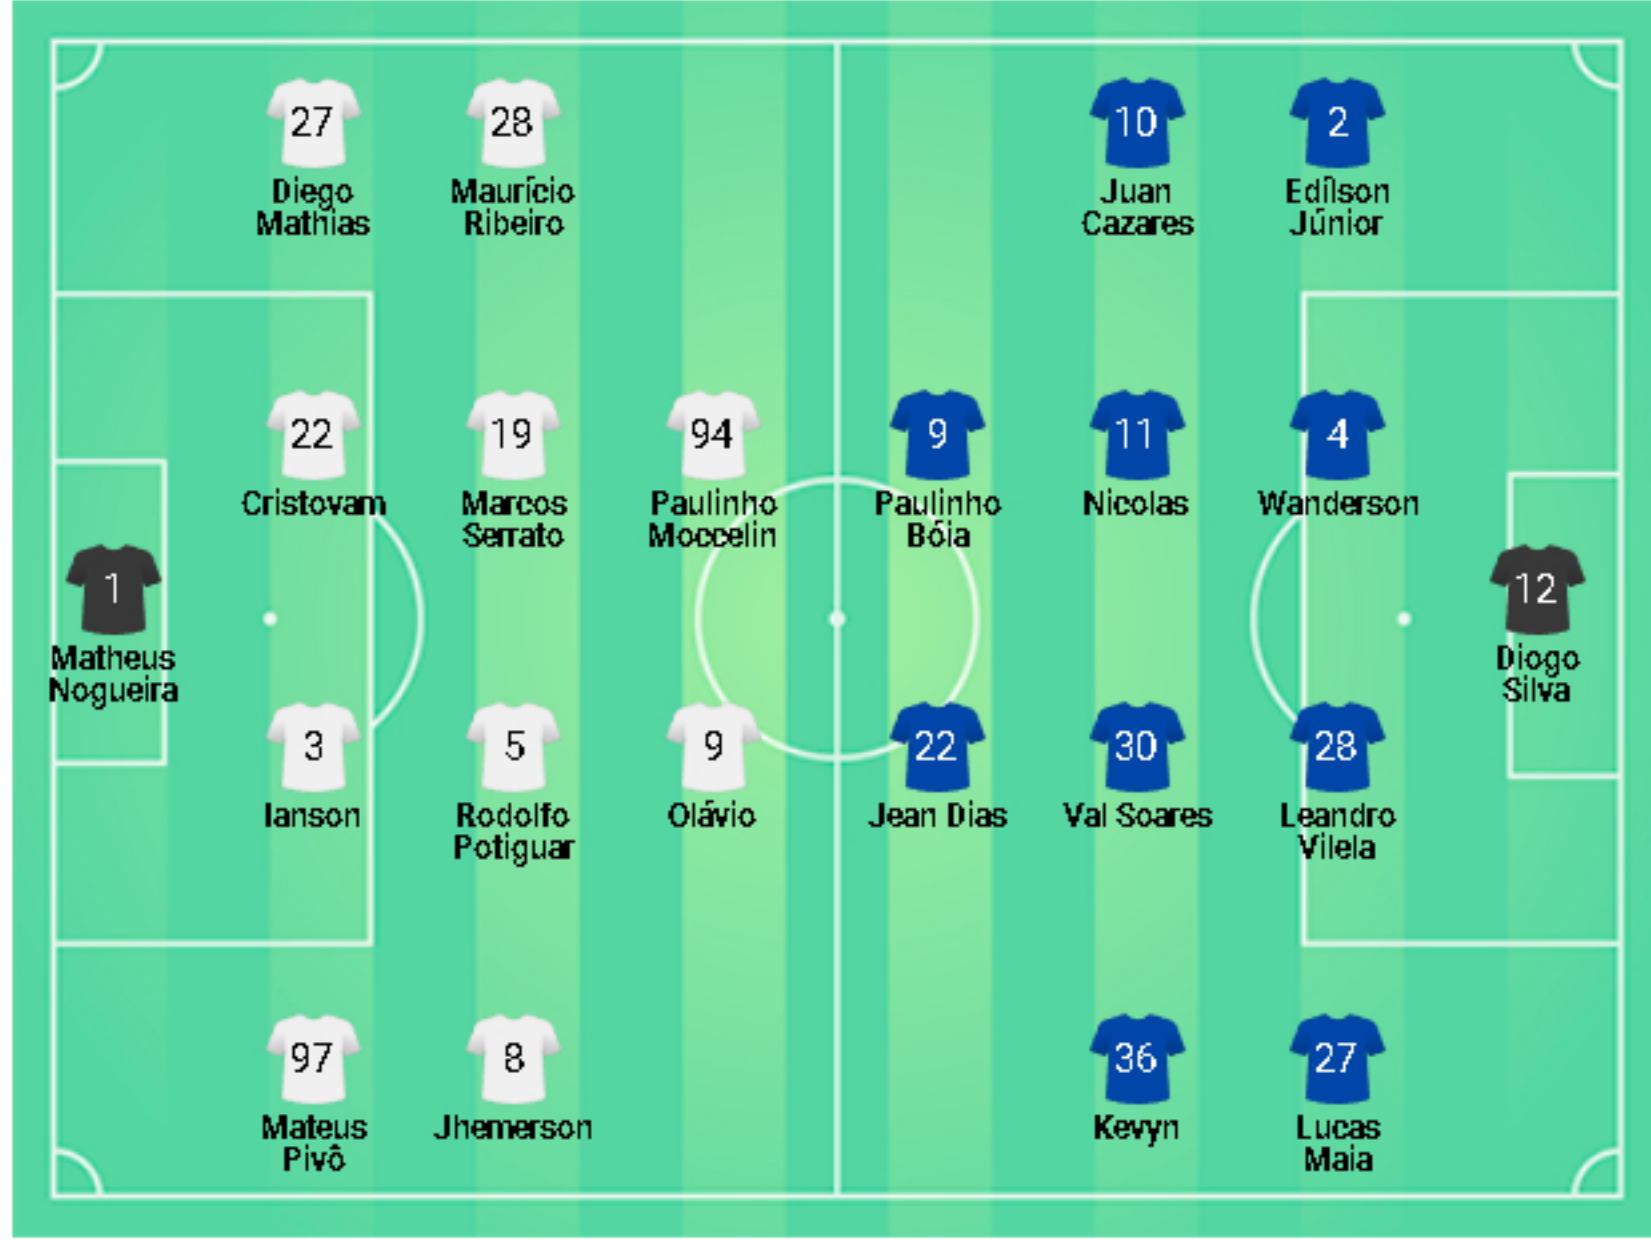 27
Diego
Mathias
28
Maurício
Ribeiro
10
Juan
Cazares
2
Edílson
Júnior
22
Cristovam
19
Marcos
Serrato
94
Paulinho
Moccelin
9
Paulinho
Bóia
11
Nicolas
4
Wanderson
1
Matheus
Nogueira
12
Diogo
Silva
3
Ianson
5
Rodolfo
Potiguar
9
Olávio
22
Jean Dias
30
Val Soares
28
Leandro
Vilela
97
Mateus
Pivô
8
Jhemerson
36
Kevyn
27
Lucas
Maia